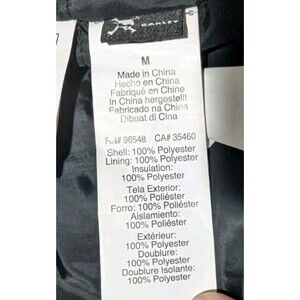 OAKLEY
M
Made in China
Hecho en China
Fabriqué en Chine
In China hergestellt
Fabricado na China
Dibuat di Cina
RN# 96548 CA# 35460
Shell: 100% Polyester
Lining: 100% Polyester
Insulation:
100% Polyester
Tela Exterior:
100% Poliéster
Forro: 100% Poliéster
Aislamiento:
100% Poliéster
Extérieur:
100% Polyester
Doublure:
100% Polyester
Doublure Isolante:
100% Polyester